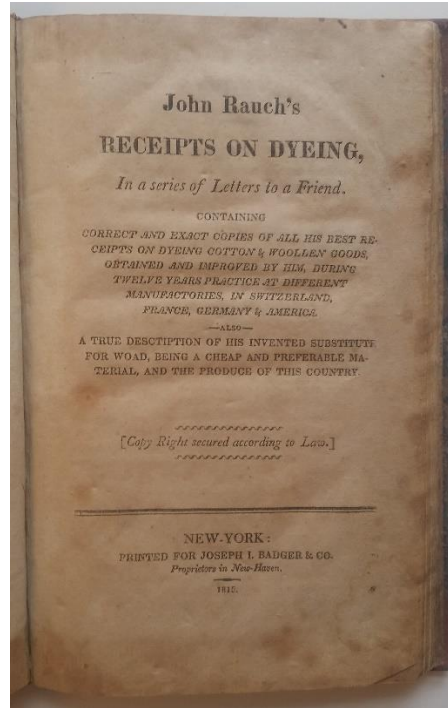 John Rauch's
RECEIPTS ON DYEING,
In a series of Letters to a Friend.
CONTAINING
CORRECT AND EXACT COPIES OF ALL HIS BEST RE-
CEIPTS ON DYEING COTTON & WOOLLEN GOODS,
OBTAINED AND IMPROVED BY HIM, DURING
TWELVE YEARS PRACTICE AT DIFFERENT
MANUFACTORIES, IN SWITZERLAND,
FRANCE, GERMANY & AMERICA.
—ALSO—
A TRUE DESCTIPTION OF HIS INVENTED SUBSTITUTE
FOR WOAD, BEING A CHEAP AND PREFERABLE MA-
TERIAL, AND THE PRODUCE OF THIS COUNTRY.
[Copy Right secured according to Law.]
NEW-YORK:
PRINTED FOR JOSEPH I. BADGER & CO.
Proprietors in New-Haven.
1815.